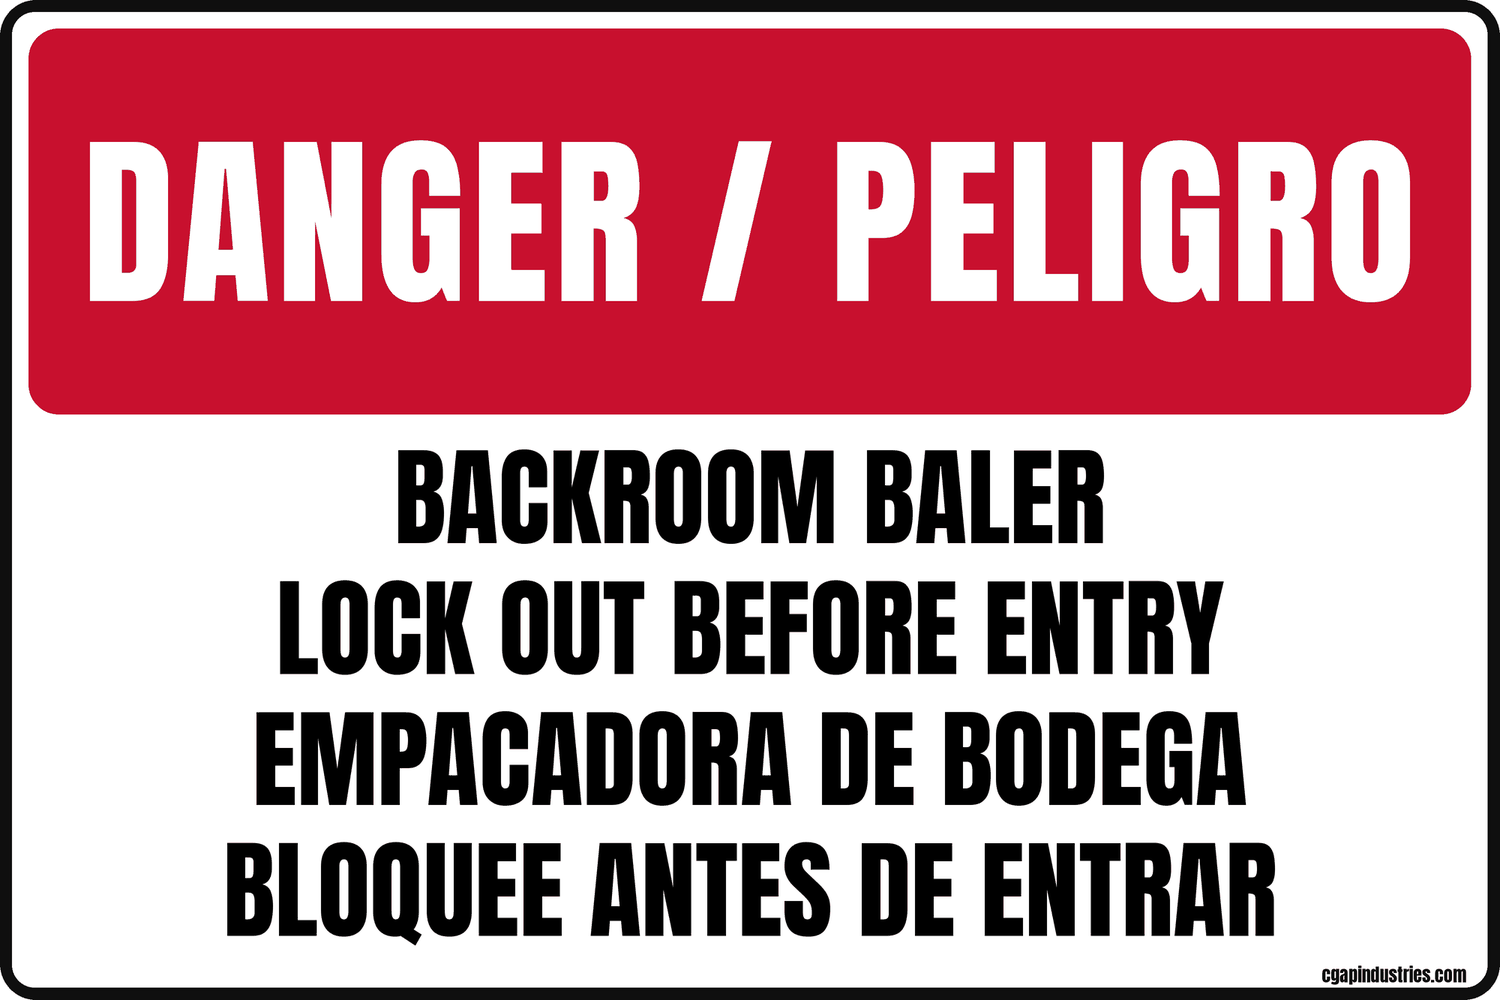 DANGER / PELIGRO
BACKROOM BALER
LOCK OUT BEFORE ENTRY
EMPACADORA DE BODEGA
BLOQUEE ANTES DE ENTRAR
cgapindustries.com